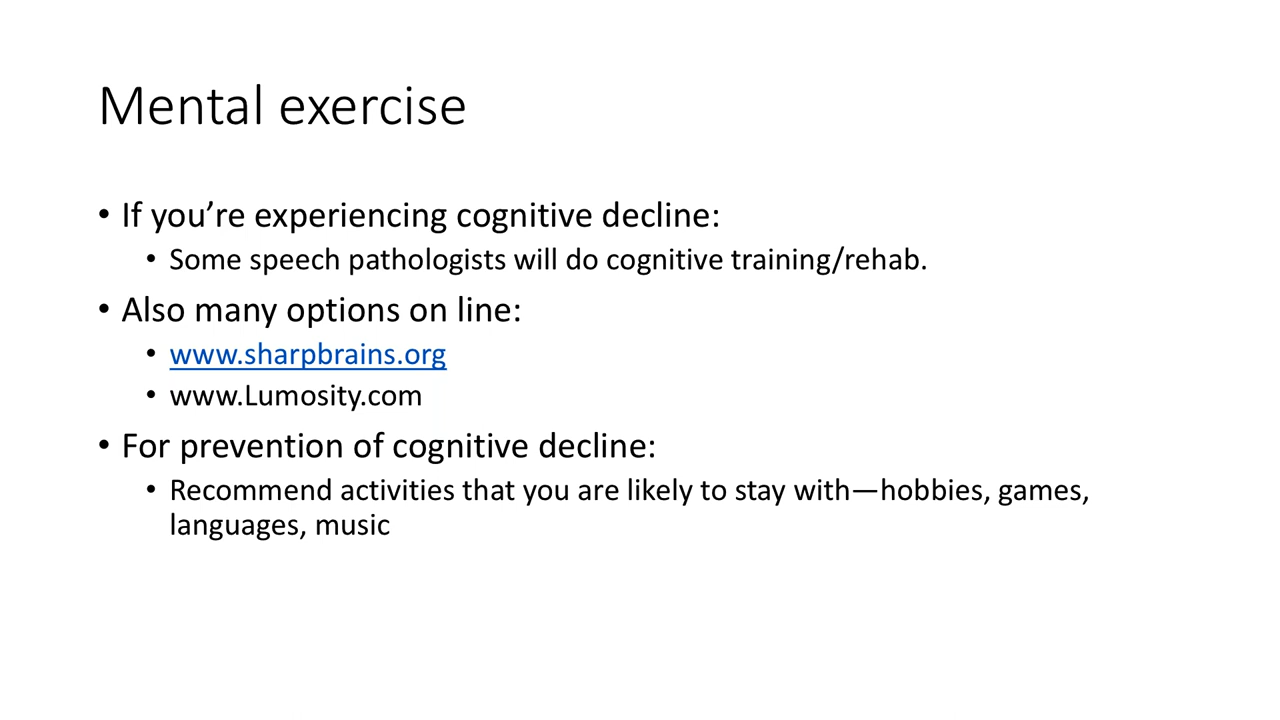 Mental exercise
• If you’re experiencing cognitive decline:
• Some speech pathologists will do cognitive training/rehab.
• Also many options on line:
• www.sharpbrains.org
• www.Lumosity.com
• For prevention of cognitive decline:
• Recommend activities that you are likely to stay with—hobbies, games,
languages, music